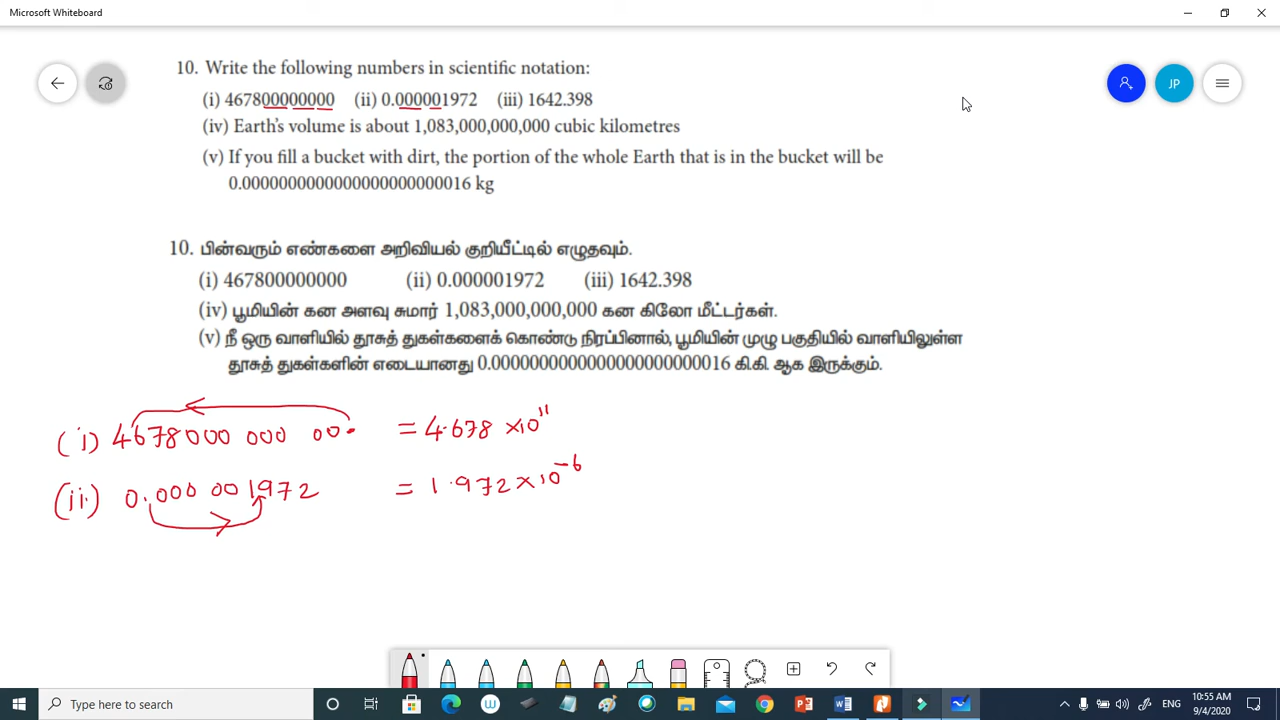 Microsoft Whiteboard
JP
10. Write the following numbers in scientific notation:
(i) 467800000000 (ii) 0.000001972 (iii) 1642.398
(iv) Earth's volume is about 1,083,000,000,000 cubic kilometres
(v) If you fill a bucket with dirt, the portion of the whole Earth that is in the bucket will be
0.0000000000000000000000016 kg
10. பின்வரும் எண்களை அறிவியல் குறியீட்டில் எழுதவும்.
(i) 467800000000 (ii) 0.000001972 (iii) 1642.398
(iv) பூமியின் கன அளவு சுமார் 1,083,000,000,000 கன கிலோ மீட்டர்கள்.
(v) நீ ஒரு வாளியில் தூசுத் துகள்களைக் கொண்டு நிரப்பினால், பூமியின் முழு பகுதியில் வாளியிலுள்ள
தூசுத் துகள்களின் எடையானது 0.0000000000000000000000016 கி.கி. ஆக இருக்கும்.
(i) 4678000 000 00. = 4.678 ×10¹¹
(ii) 0.000 00 1972 = 1.972×10⁻⁶
Type here to search
ENG
10:55 AM
9/4/2020